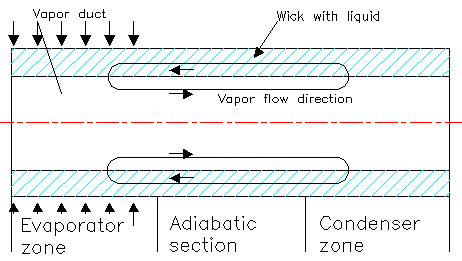 Vapor duct
Wick with liquid
Vapor flow direction
Evaporator
zone
Adiabatic
section
Condenser
zone